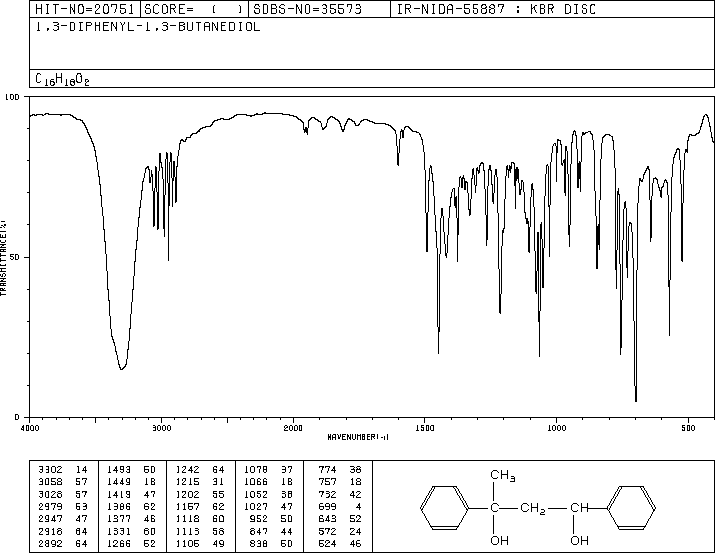 HIT-NO=20751 SCORE= ( ) SDBS-NO=35573 IR-NIDA-55887 : KBR DISC
1,3-DIPHENYL-1,3-BUTANEDIOL
C16H18O2
100
50
0
TRANSMITTANCE(%)
4000 3000 2000 1500 1000 500
WAVENUMBER(-1)
3302 14 1493 50 1242 64 1078 37 774 38
3058 57 1449 18 1215 31 1066 18 757 18
3028 57 1419 47 1202 55 1052 38 732 42
2979 53 1386 62 1157 62 1027 47 699 4
2947 47 1377 46 1118 60 952 50 643 52
2918 64 1331 60 1113 58 847 44 572 24
2892 64 1266 52 1105 49 838 50 524 46
CH3
C CH2 CH
OH OH